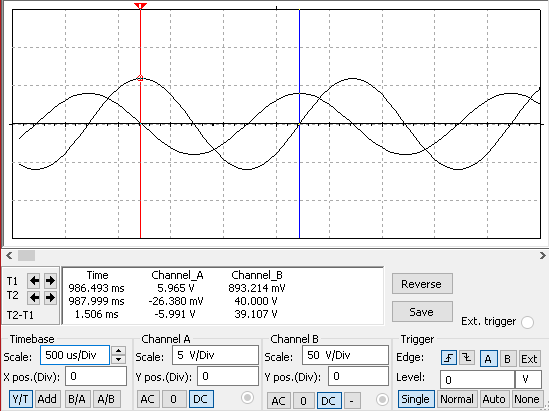 T1
T2
T2-T1
Time Channel_A Channel_B
986.493 ms 5.965 V 893.214 mV
987.999 ms -26.380 mV 40.000 V
1.506 ms -5.991 V 39.107 V
Reverse
Save
Ext. trigger
Timebase
Scale: 500 us/Div
X pos.(Div): 0
Y/T Add B/A A/B
Channel A
Scale: 5 V/Div
Y pos.(Div): 0
AC 0 DC
Channel B
Scale: 50 V/Div
Y pos.(Div): 0
AC 0 DC -
Trigger
Edge: A B Ext
Level: 0 V
Single Normal Auto None